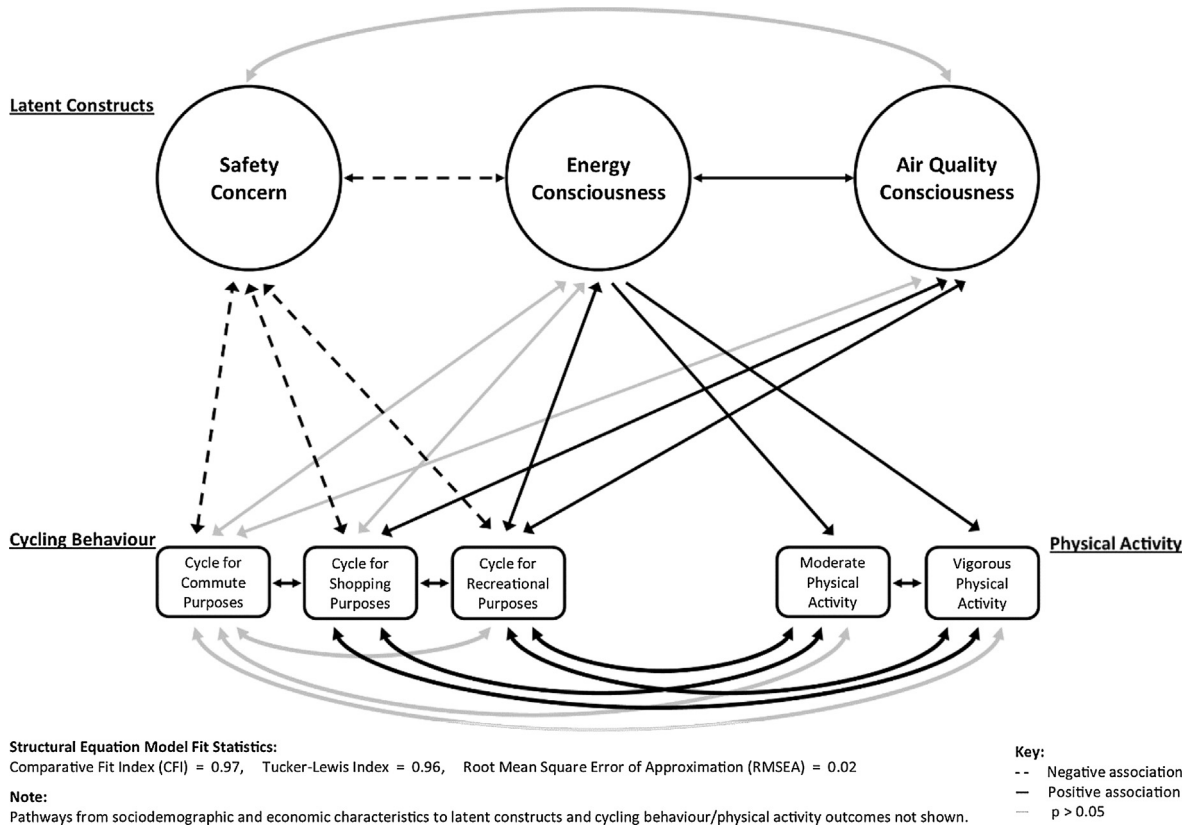 Latent Constructs
Safety
Concern
Energy
Consciousness
Air Quality
Consciousness
Cycling Behaviour
Physical Activity
Cycle for
Commute
Purposes
Cycle for
Shopping
Purposes
Cycle for
Recreational
Purposes
Moderate
Physical
Activity
Vigorous
Physical
Activity
Structural Equation Model Fit Statistics:
Comparative Fit Index (CFI) = 0.97, Tucker-Lewis Index = 0.96, Root Mean Square Error of Approximation (RMSEA) = 0.02
Note:
Pathways from sociodemographic and economic characteristics to latent constructs and cycling behaviour/physical activity outcomes not shown.
Key:
Negative association
Positive association
p > 0.05